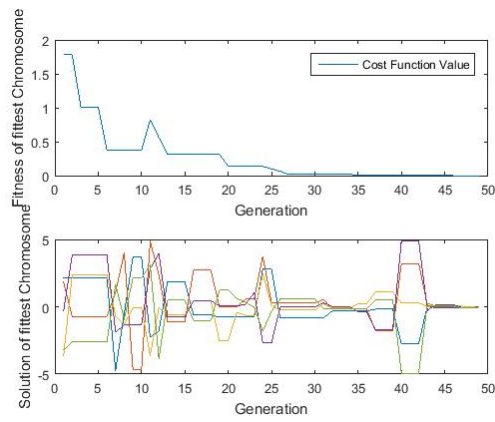 Fitness of fittest Chromosome
2
1.5
1
0.5
0
Cost Function Value
0 5 10 15 20 25 30 35 40 45 50
Generation
Solution of fittest Chromosome
5
0
-5
0 5 10 15 20 25 30 35 40 45 50
Generation